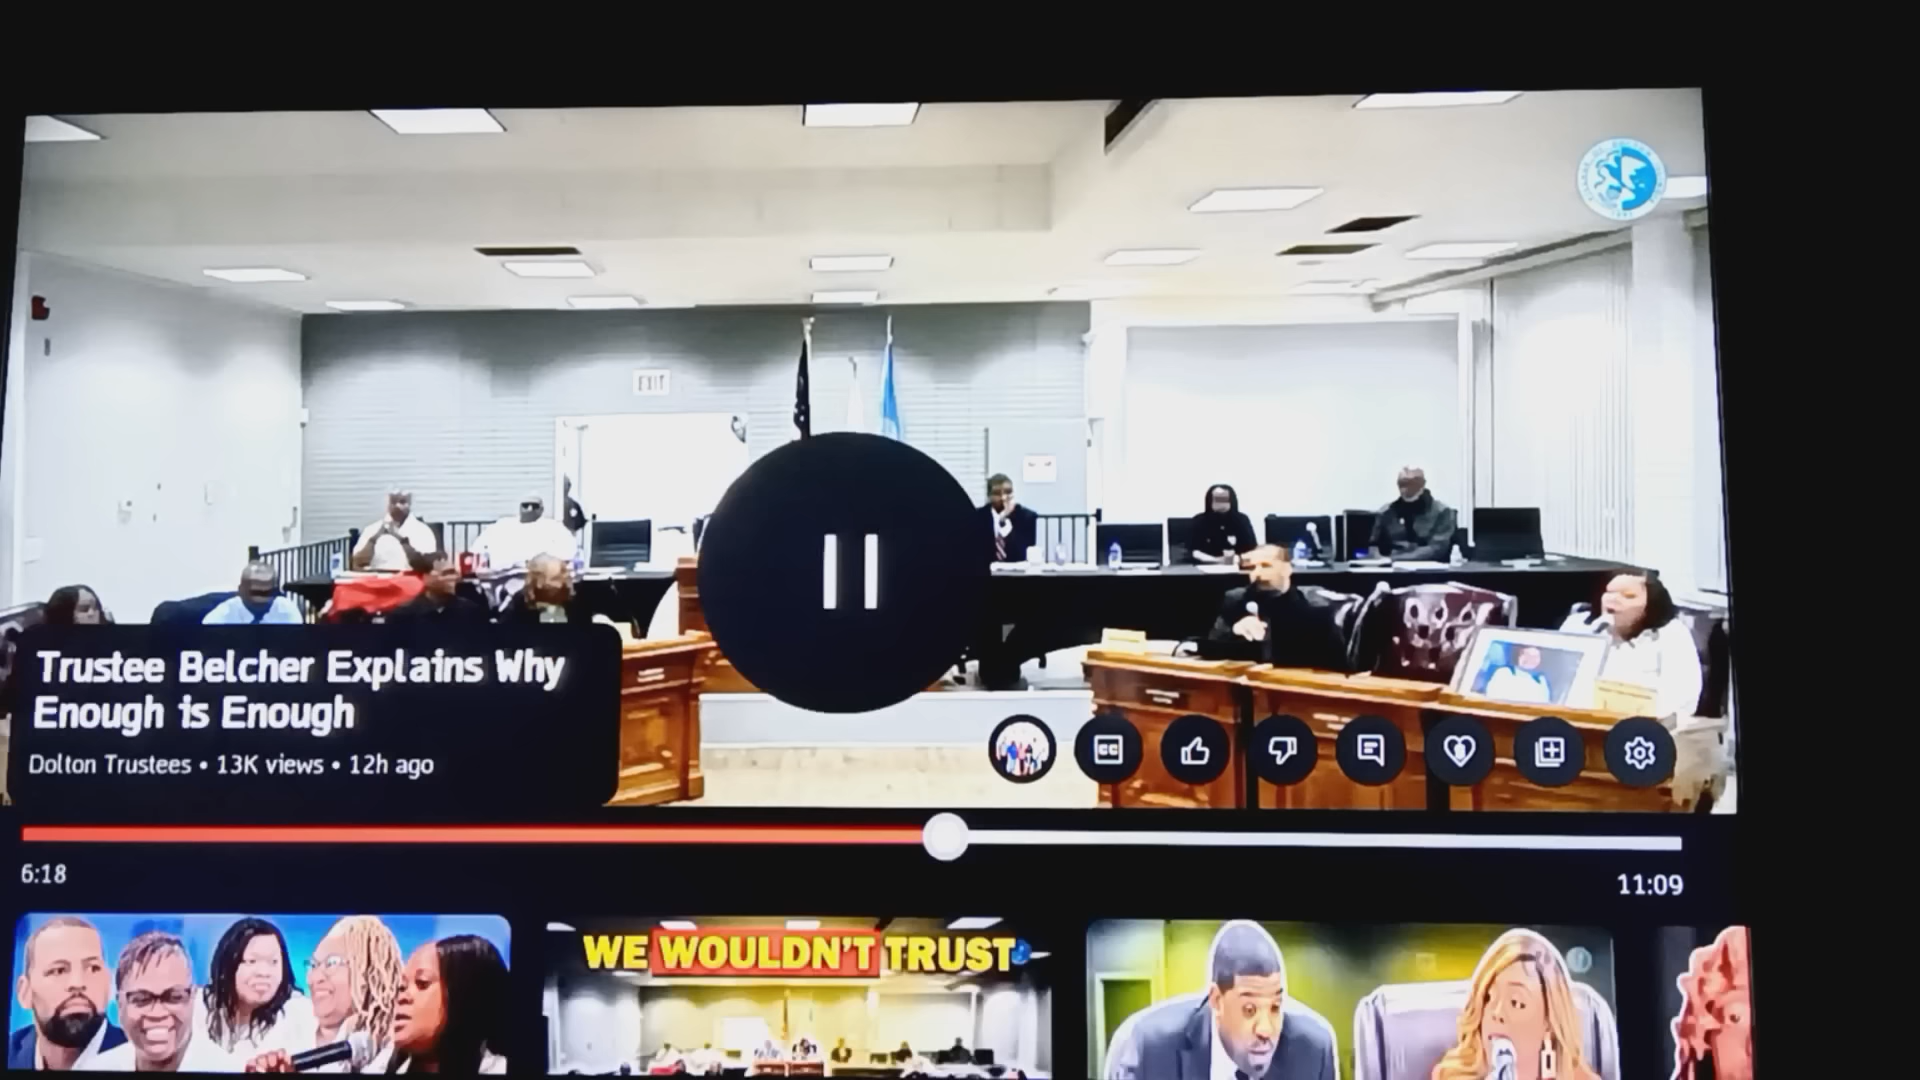 EXIT
Trustee Belcher Explains Why
Enough is Enough
Dolton Trustees • 13K views • 12h ago
CC
6:18
11:09
WE WOULDN'T TRUST